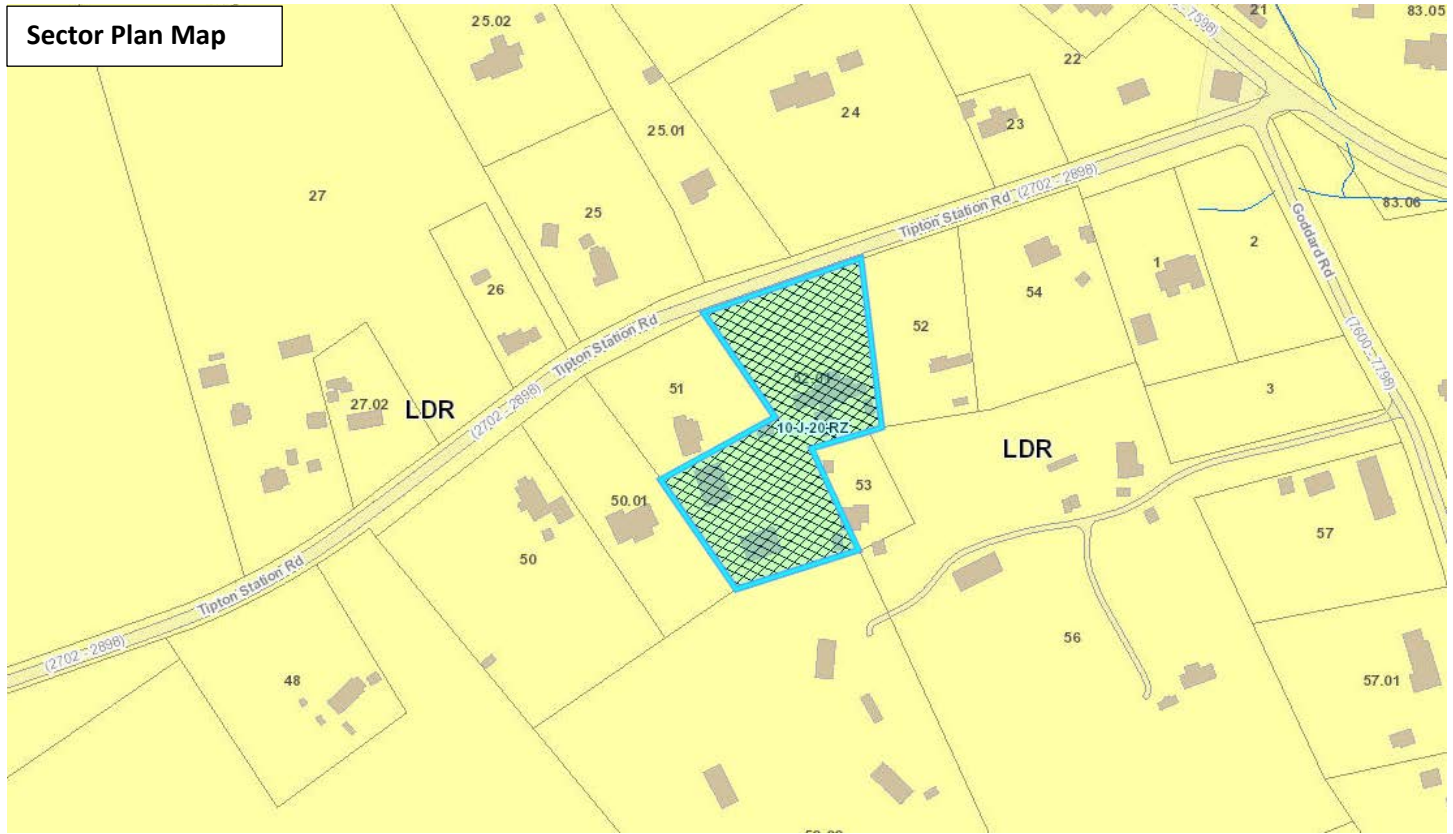 Sector Plan Map
25.02
21
83.05
22
24
23
25.01
27
25
Tipton Station Rd (2702 - 2898)
83.06
Goddard Rd
2
1
54
26
52
Tipton Station Rd
51
(2702 - 2898)
(7600 - 7798)
3
27.02
LDR
10-J-20-RZ
LDR
53
50.01
50
57
Tipton Station Rd
(2702 - 2898)
56
48
57.01